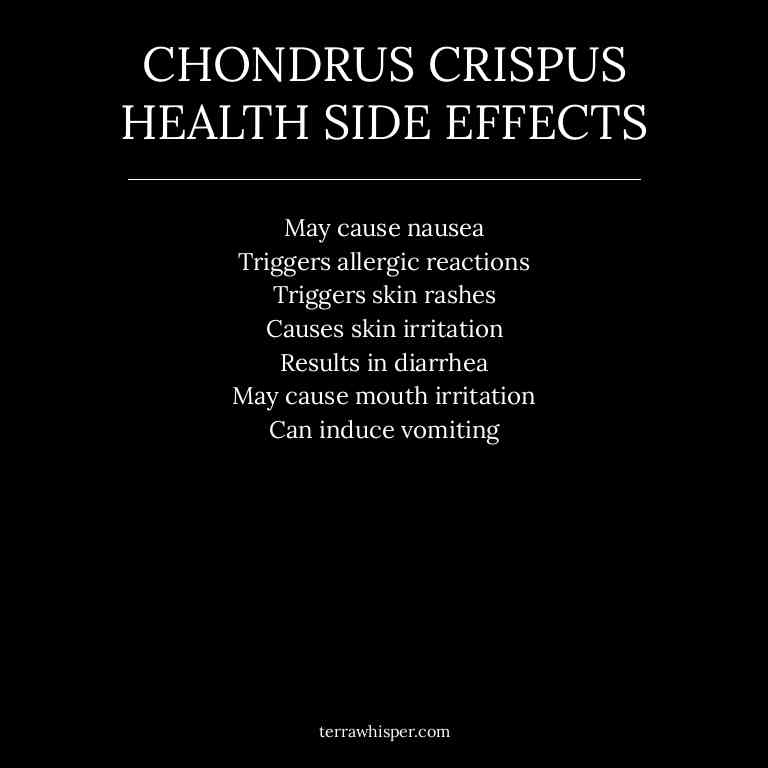 CHONDRUS CRISPUS
HEALTH SIDE EFFECTS
May cause nausea
Triggers allergic reactions
Triggers skin rashes
Causes skin irritation
Results in diarrhea
May cause mouth irritation
Can induce vomiting
terrawhisper.com